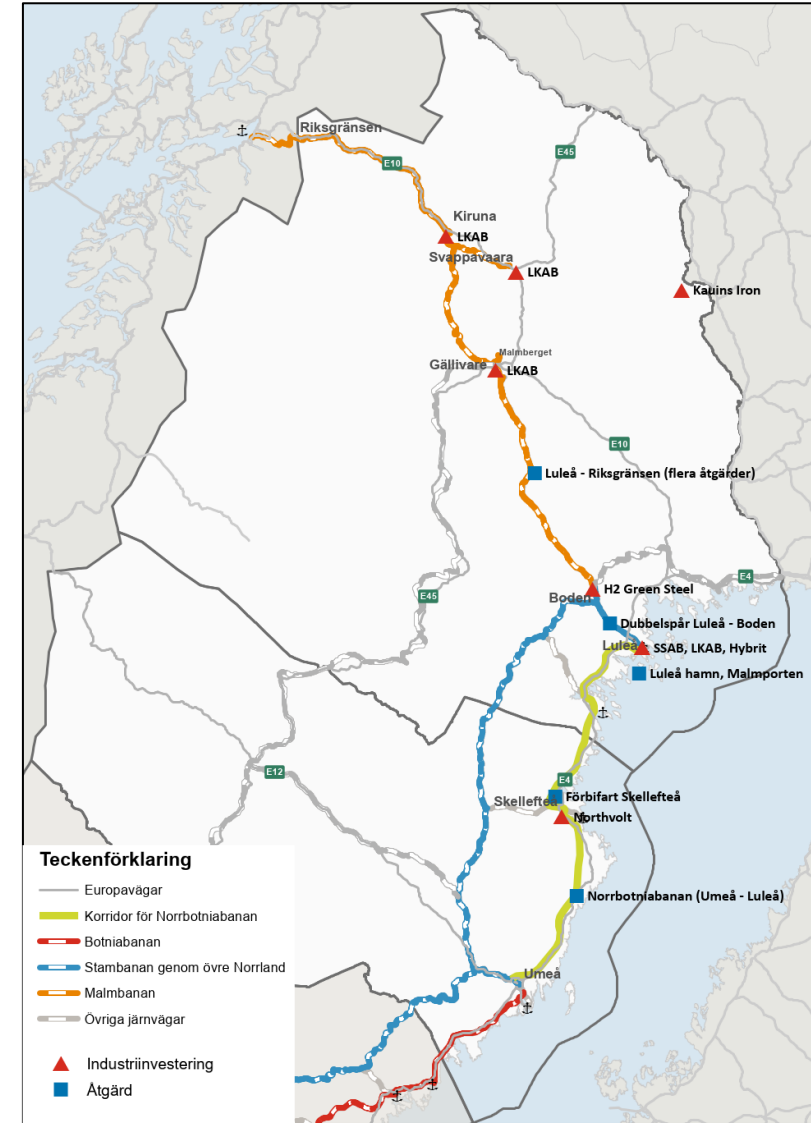 Riksgränsen
E10
E45
Kiruna
LKAB
Svappavaara
LKAB
Kauins Iron
Malmberget
Gällivare
LKAB
E10
Luleå - Riksgränsen (flera åtgärder)
E4
H2 Green Steel
E45
Boden
Dubbelspår Luleå - Boden
Luleå
SSAB, LKAB, Hybrit
Luleå hamn, Malmporten
E12
E4
Förbifart Skellefteå
Skellefteå
Northvolt
Norrbotniabanan (Umeå - Luleå)
Umeå
Teckenförklaring
Europavägar
Korridor för Norrbotniabanan
Botniabanan
Stambanan genom övre Norrland
Malmbanan
Övriga järnvägar
Industriinvestering
Åtgärd